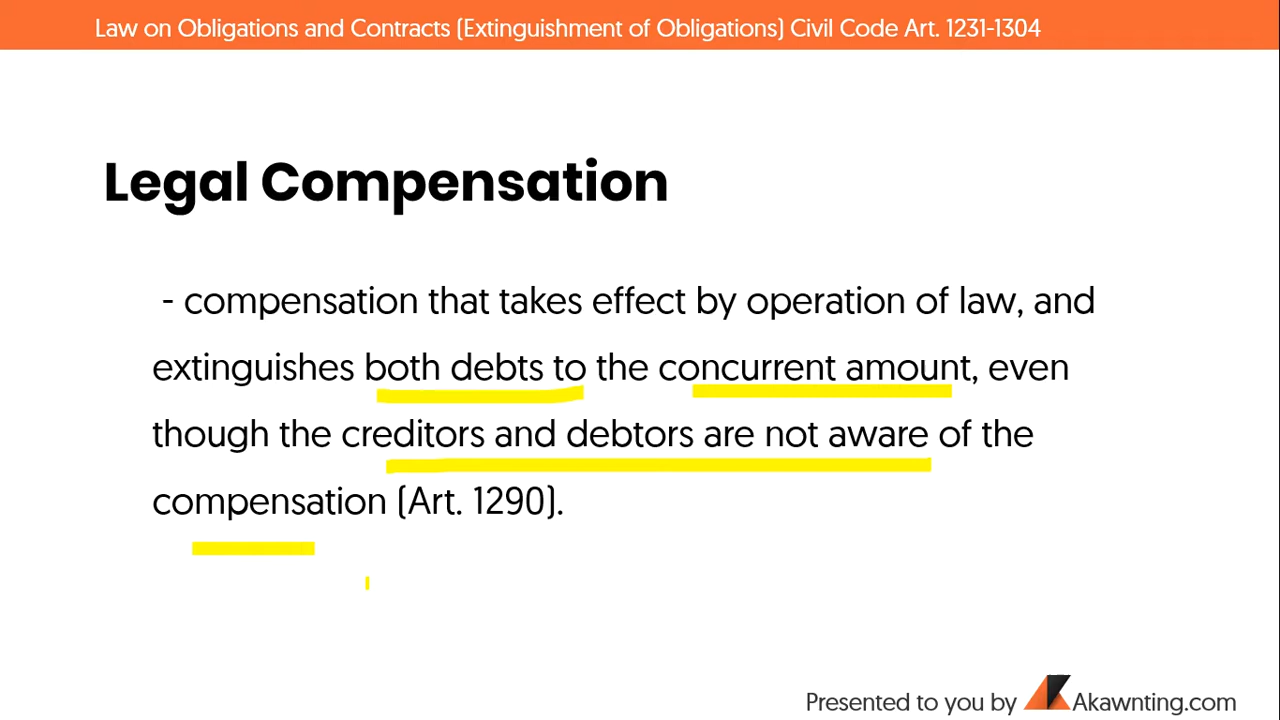 Law on Obligations and Contracts (Extinguishment of Obligations) Civil Code Art. 1231-1304
Legal Compensation
- compensation that takes effect by operation of law, and
extinguishes both debts to the concurrent amount, even
though the creditors and debtors are not aware of the
compensation (Art. 1290).
Presented to you by Akawnting.com